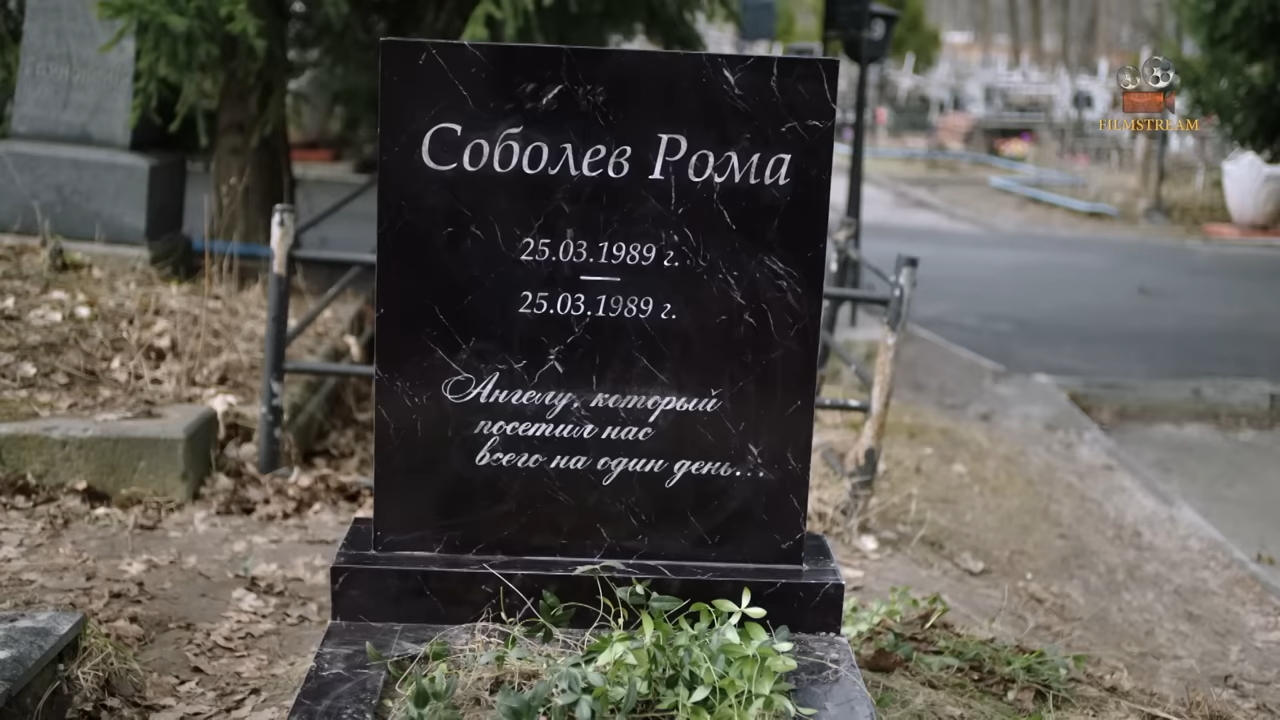 Соболев Рома
25.03.1989 г.
25.03.1989 г.
Ангелу, который
посетил нас
всего на один день...
FILMSTREAM